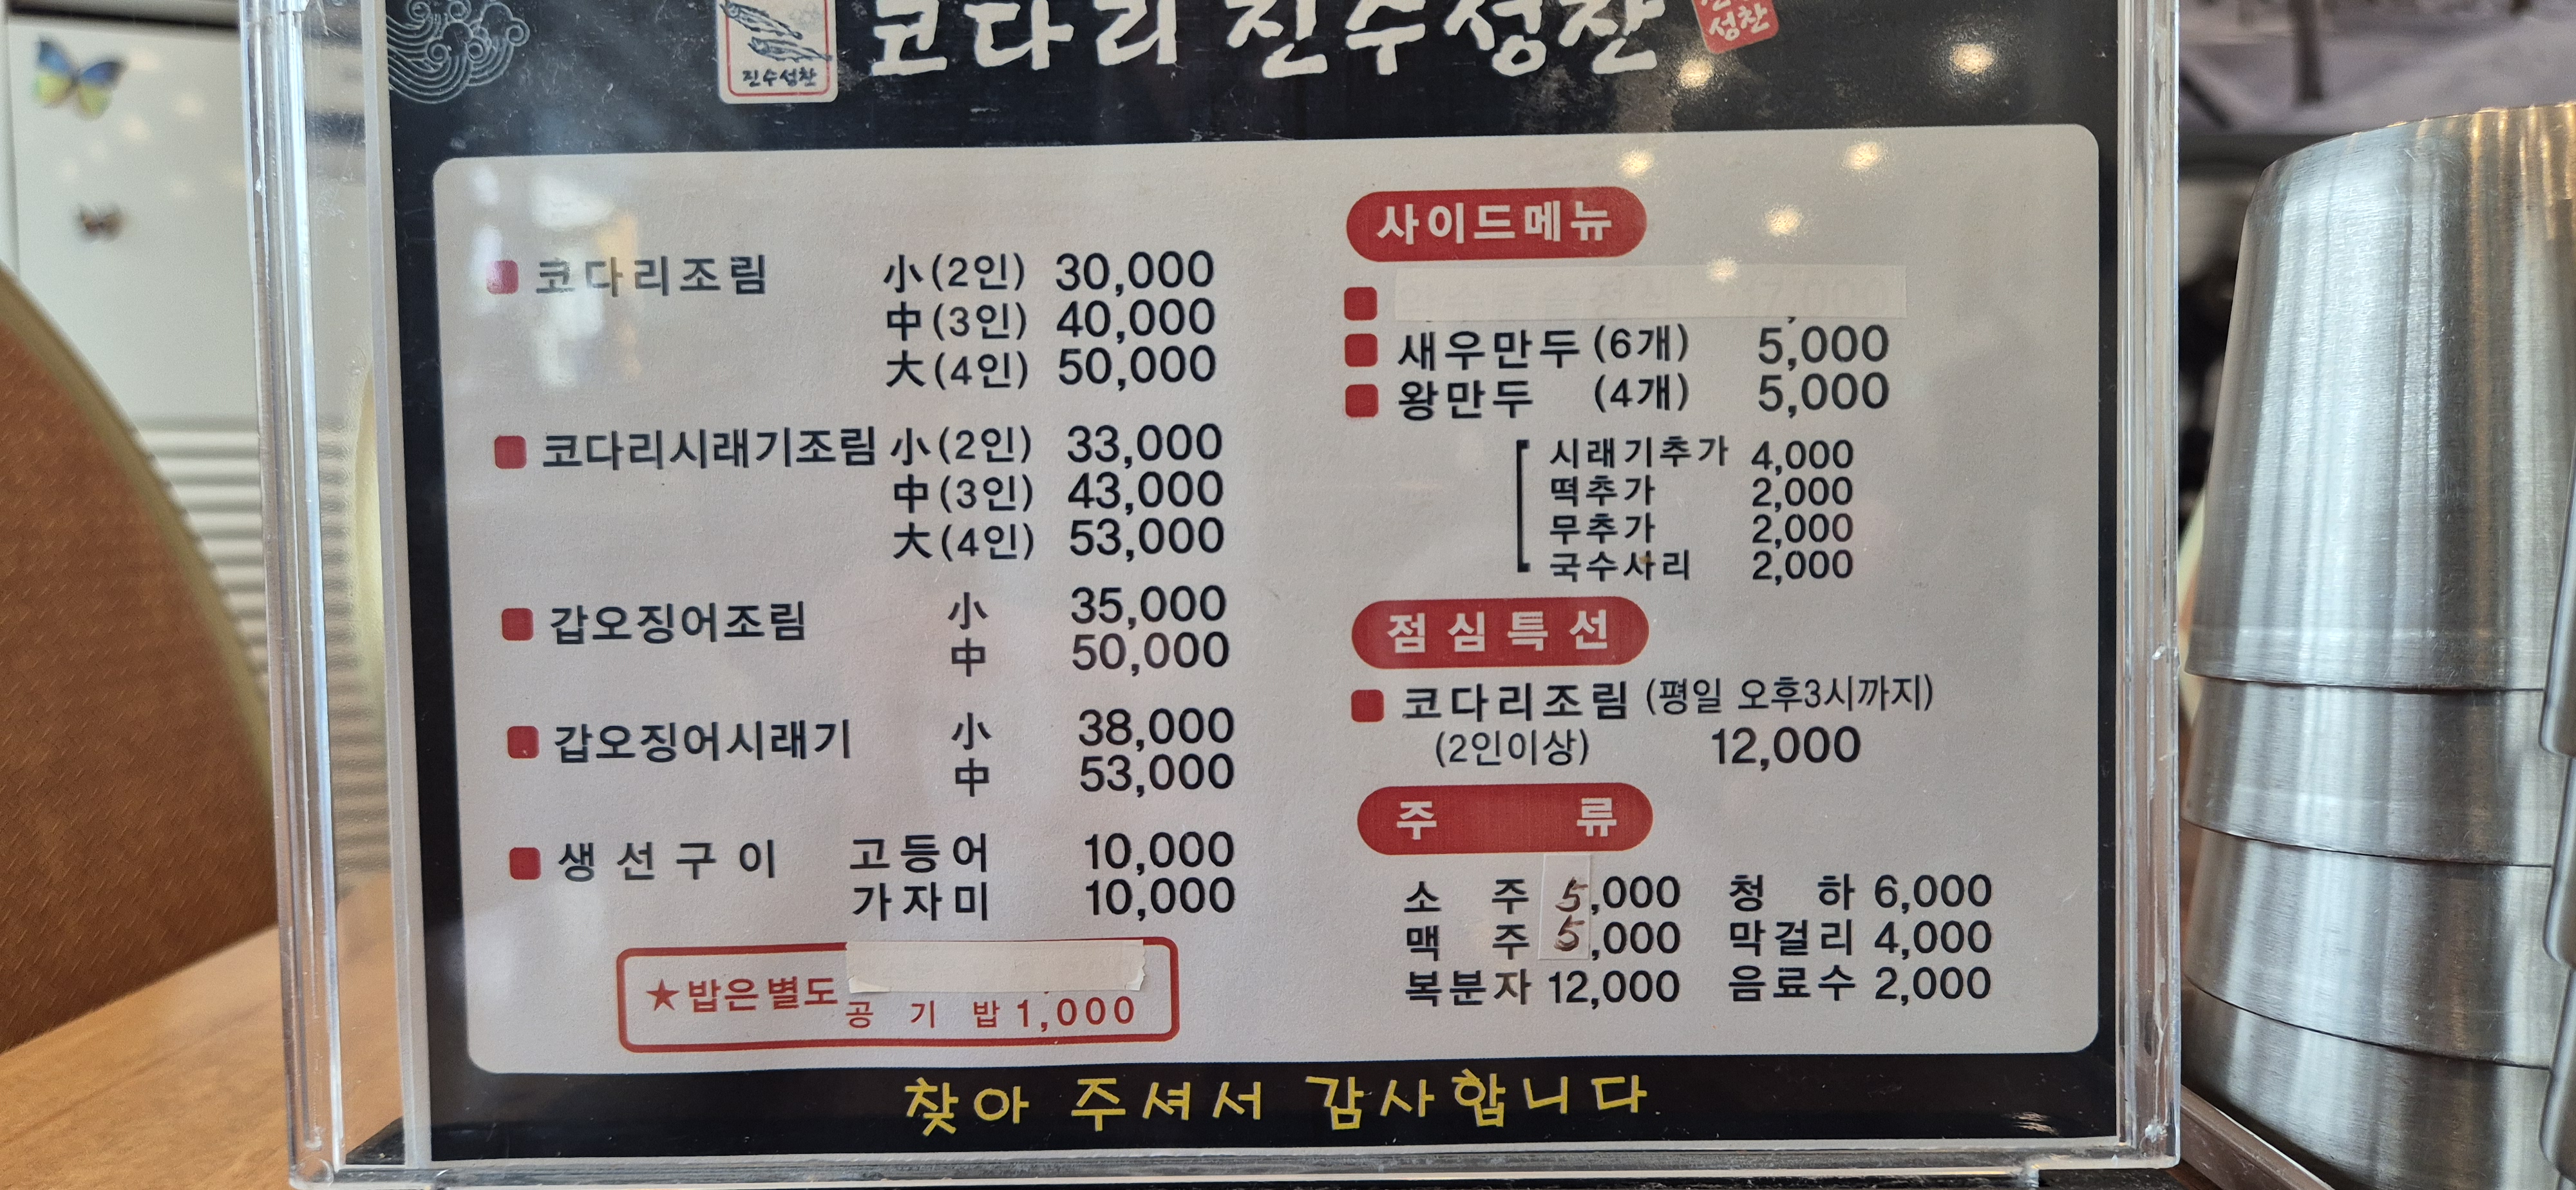 진수성찬
코다리 진수성찬
성찬
코다리조림 小(2인) 30,000
中(3인) 40,000
大(4인) 50,000
코다리시래기조림 小(2인) 33,000
中(3인) 43,000
大(4인) 53,000
갑오징어조림 小 35,000
中 50,000
갑오징어시래기 小 38,000
中 53,000
생선구이 고등어 10,000
가자미 10,000
★밥은별도
공 기 밥 1,000
사이드메뉴
새우만두 (6개) 5,000
왕만두 (4개) 5,000
시래기추가 4,000
떡추가 2,000
무추가 2,000
국수사리 2,000
점심특선
코다리조림 (평일 오후3시까지)
(2인이상) 12,000
주 류
소 주 5,000 청 하 6,000
맥 주 5,000 막걸리 4,000
복분자 12,000 음료수 2,000
찾아 주셔서 감사합니다